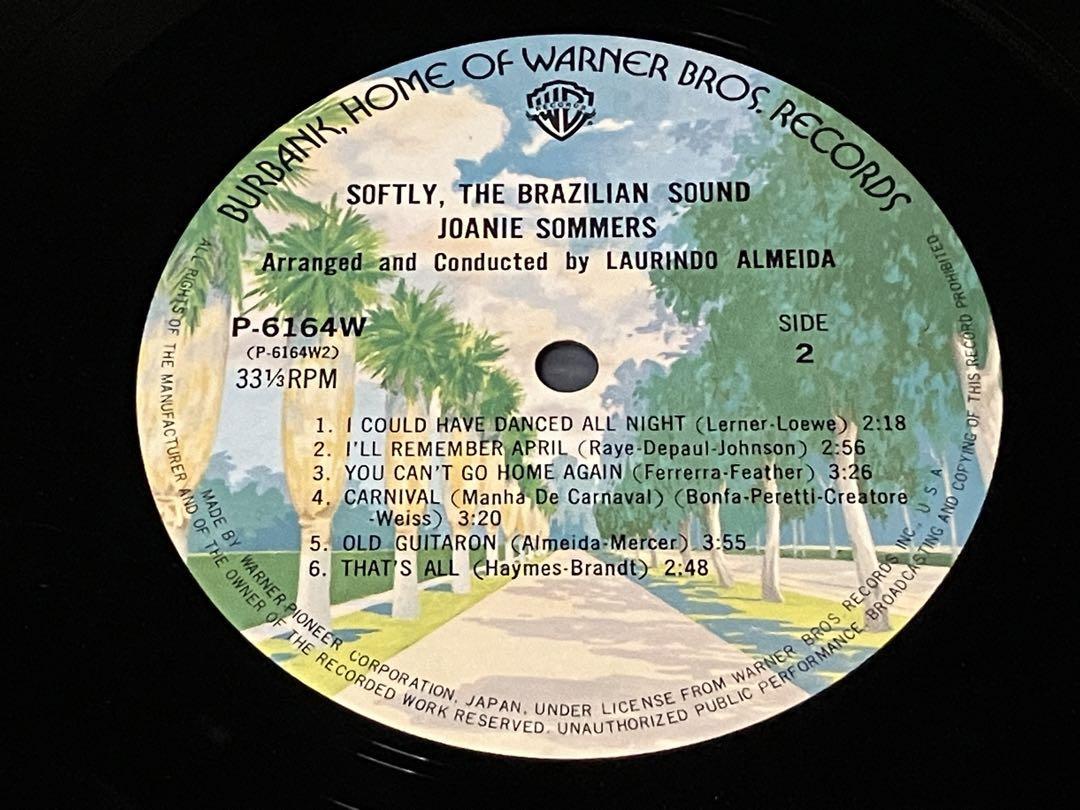 BURBANK, HOME OF WARNER BROS. RECORDS
W RECORDS
SOFTLY, THE BRAZILIAN SOUND
JOANIE SOMMERS
Arranged and Conducted by LAURINDO ALMEIDA
P-6164W
(P-6164W2)
33⅓RPM
SIDE
2
1. I COULD HAVE DANCED ALL NIGHT (Lerner-Loewe) 2:18
2. I'LL REMEMBER APRIL (Raye-Depaul-Johnson) 2:56
3. YOU CAN'T GO HOME AGAIN (Ferrerra-Feather) 3:26
4. CARNIVAL (Manha De Carnaval) (Bonfa-Peretti-Creatore
-Weiss) 3:20
5. OLD GUITARON (Almeida-Mercer) 3:55
6. THAT'S ALL (Haymes-Brandt) 2:48
MADE BY WARNER-PIONEER CORPORATION, JAPAN, UNDER LICENSE FROM WARNER BROS RECORDS INC., U.S.A
ALL RIGHTS OF THE MANUFACTURER AND OF THE OWNER OF THE RECORDED WORK RESERVED. UNAUTHORIZED PUBLIC PERFORMANCE, BROADCASTING AND COPYING OF THIS RECORD PROHIBITED